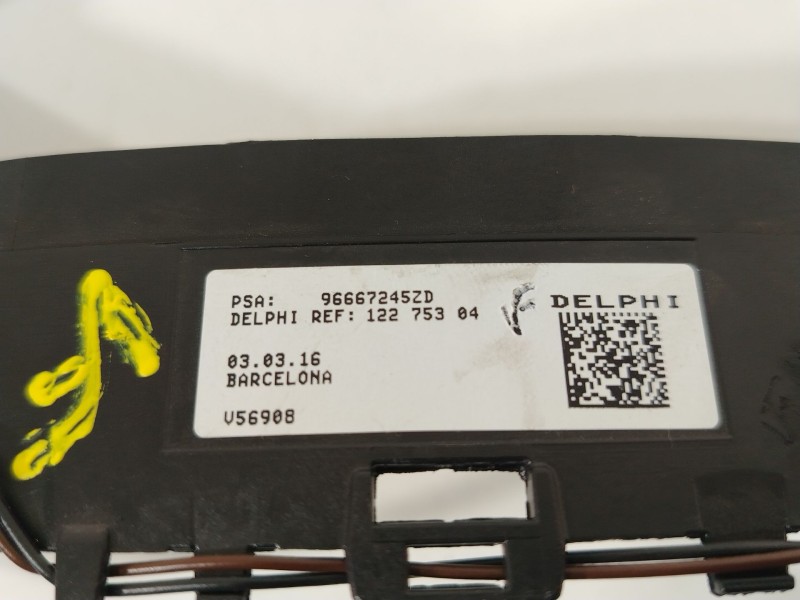 PSA: 96667245ZD
DELPHI REF: 122 753 04
DELPHI
03.03.16
BARCELONA
V56908